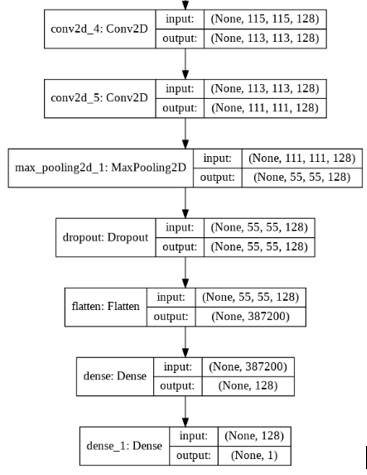 conv2d_4: Conv2D input: (None, 115, 115, 128)
output: (None, 113, 113, 128)
conv2d_5: Conv2D input: (None, 113, 113, 128)
output: (None, 111, 111, 128)
max_pooling2d_1: MaxPooling2D input: (None, 111, 111, 128)
output: (None, 55, 55, 128)
dropout: Dropout input: (None, 55, 55, 128)
output: (None, 55, 55, 128)
flatten: Flatten input: (None, 55, 55, 128)
output: (None, 387200)
dense: Dense input: (None, 387200)
output: (None, 128)
dense_1: Dense input: (None, 128)
output: (None, 1)